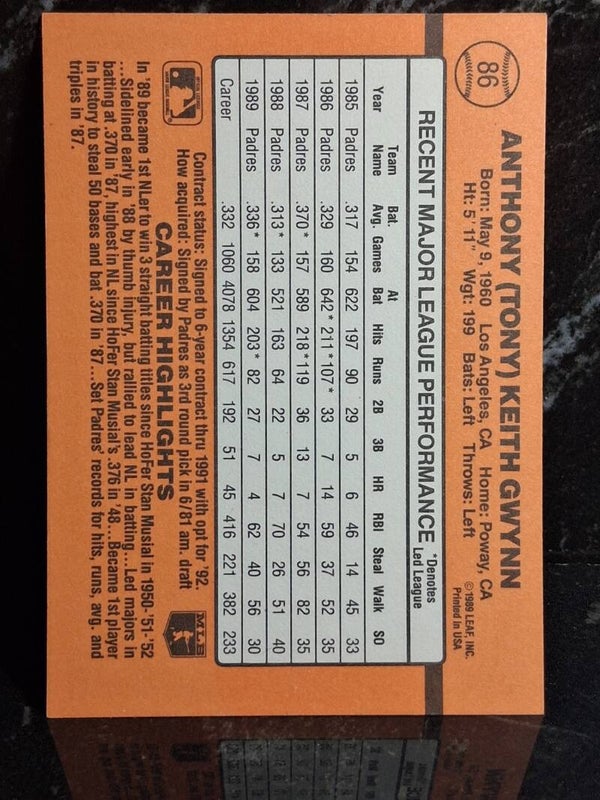 86
ANTHONY (TONY) KEITH GWYNN
Born: May 9, 1960 Los Angeles, CA Home: Poway, CA
Ht: 5' 11" Wgt: 199 Bats: Left Throws: Left
©1989 LEAF, INC.
Printed in USA
RECENT MAJOR LEAGUE PERFORMANCE
*Denotes
Led League
Year Team Name Bat. Avg. Games At Bat Hits Runs 2B 3B HR RBI Steal Walk SO
1985 Padres .317 154 622 197 90 29 5 6 46 14 45 33
1986 Padres .329 160 642* 211* 107* 33 7 14 59 37 52 35
1987 Padres .370* 157 589 218* 119 36 13 7 54 56 82 35
1988 Padres .313* 133 521 163 64 22 5 7 70 26 51 40
1989 Padres .336* 158 604 203* 82 27 7 4 62 40 56 30
Career .332 1060 4078 1354 617 192 51 45 416 221 382 233
Contract status: Signed to 6-year contract thru 1991 with opt for '92.
How acquired: Signed by Padres as 3rd round pick in 6/81 am. draft
MLB
CAREER HIGHLIGHTS
In '89 became 1st NLer to win 3 straight batting titles since HoFer Stan Musial in 1950-'51-'52
...Sidelined early in '88 by thumb injury, but rallied to lead NL in batting...Led majors in
batting at .370 in '87, highest in NL since HoFer Stan Musial's .376 in '48...Became 1st player
in history to steal 50 bases and bat .370 in '87...Set Padres' records for hits, runs, avg. and
triples in '87.